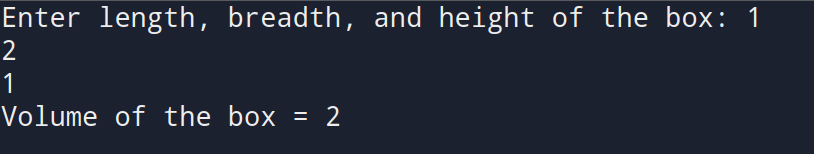 Enter length, breadth, and height of the box: 1
2
1
Volume of the box = 2